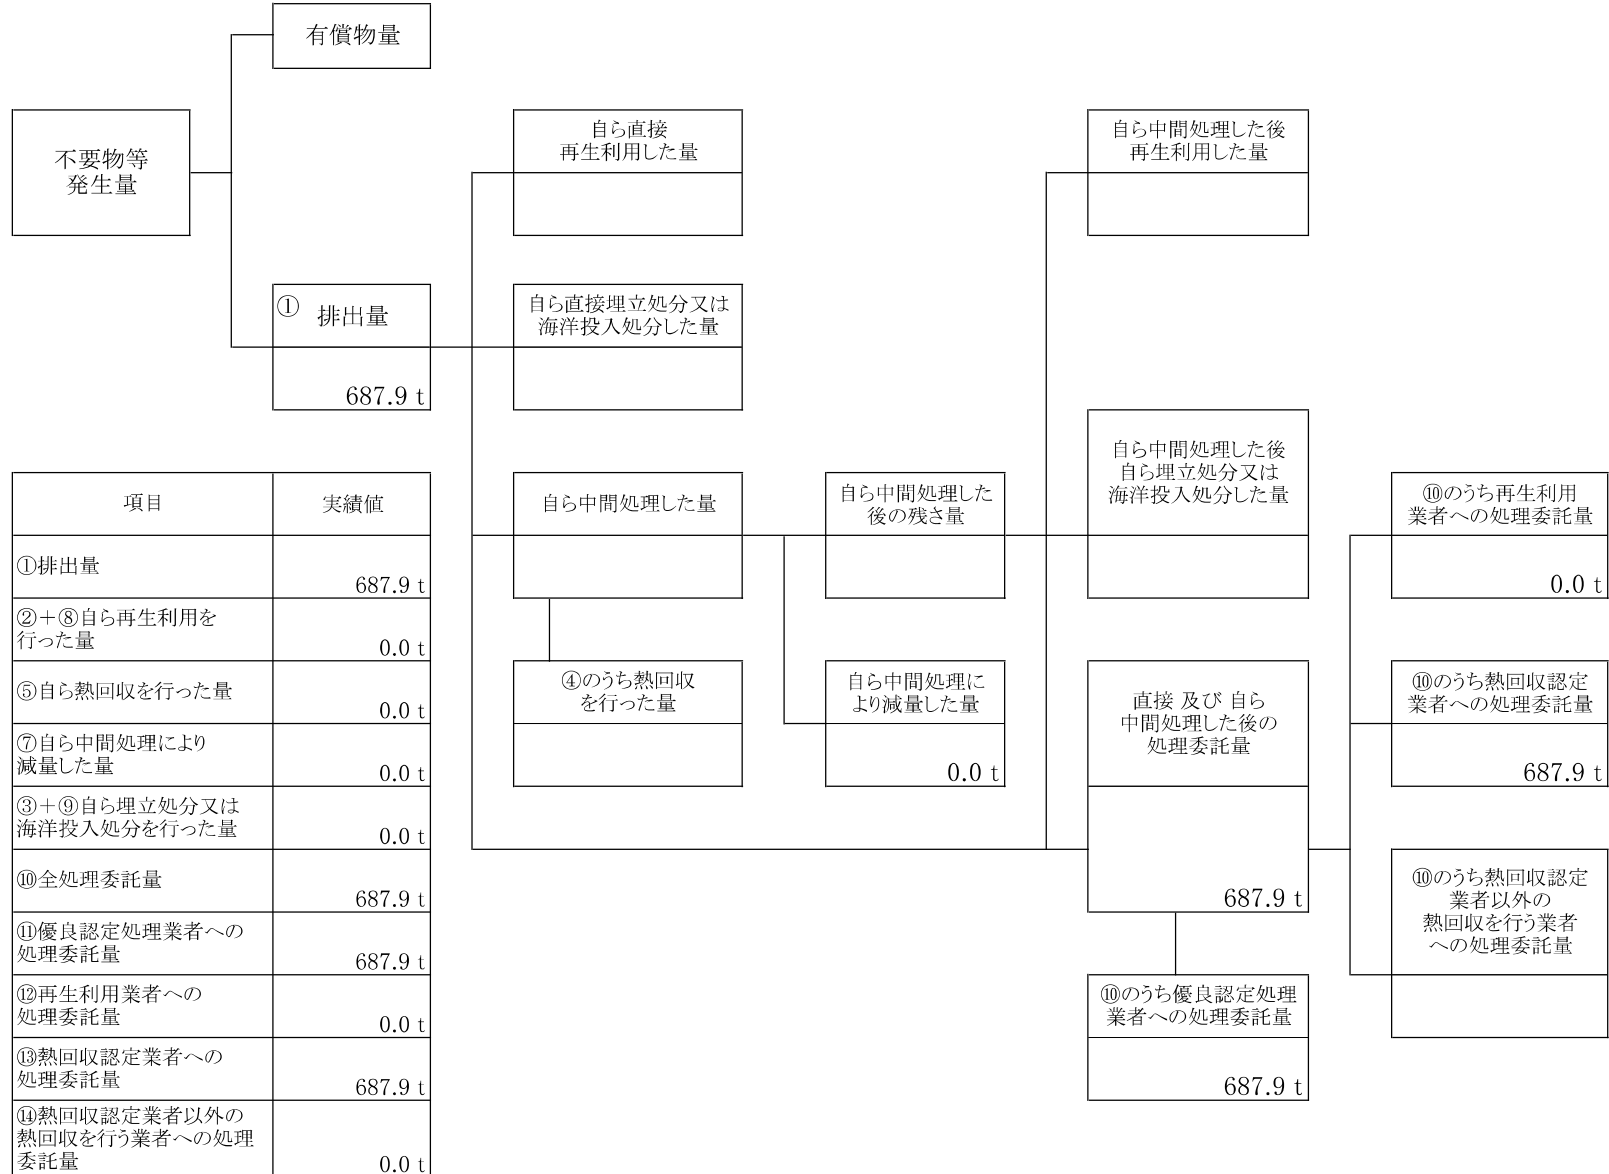 有償物量
不要物等
発生量
自ら直接
再生利用した量
自ら中間処理した後
再生利用した量
① 排出量
687.9 t
自ら直接埋立処分又は
海洋投入処分した量
自ら中間処理した量
自ら中間処理した
後の残さ量
自ら中間処理した後
自ら埋立処分又は
海洋投入処分した量
⑩のうち再生利用
業者への処理委託量
0.0 t
④のうち熱回収
を行った量
自ら中間処理に
より減量した量
0.0 t
直接 及び 自ら
中間処理した後の
処理委託量
687.9 t
⑩のうち熱回収認定
業者への処理委託量
687.9 t
⑩のうち熱回収認定
業者以外の
熱回収を行う業者
への処理委託量
⑩のうち優良認定処理
業者への処理委託量
687.9 t
項目 実績値
①排出量
687.9 t
②+⑧自ら再生利用を
行った量
0.0 t
⑤自ら熱回収を行った量
0.0 t
⑦自ら中間処理により
減量した量
0.0 t
③+⑨自ら埋立処分又は
海洋投入処分を行った量
0.0 t
⑩全処理委託量
687.9 t
⑪優良認定処理業者への
処理委託量
687.9 t
⑫再生利用業者への
処理委託量
0.0 t
⑬熱回収認定業者への
処理委託量
687.9 t
⑭熱回収認定業者以外の
熱回収を行う業者への処理
委託量
0.0 t